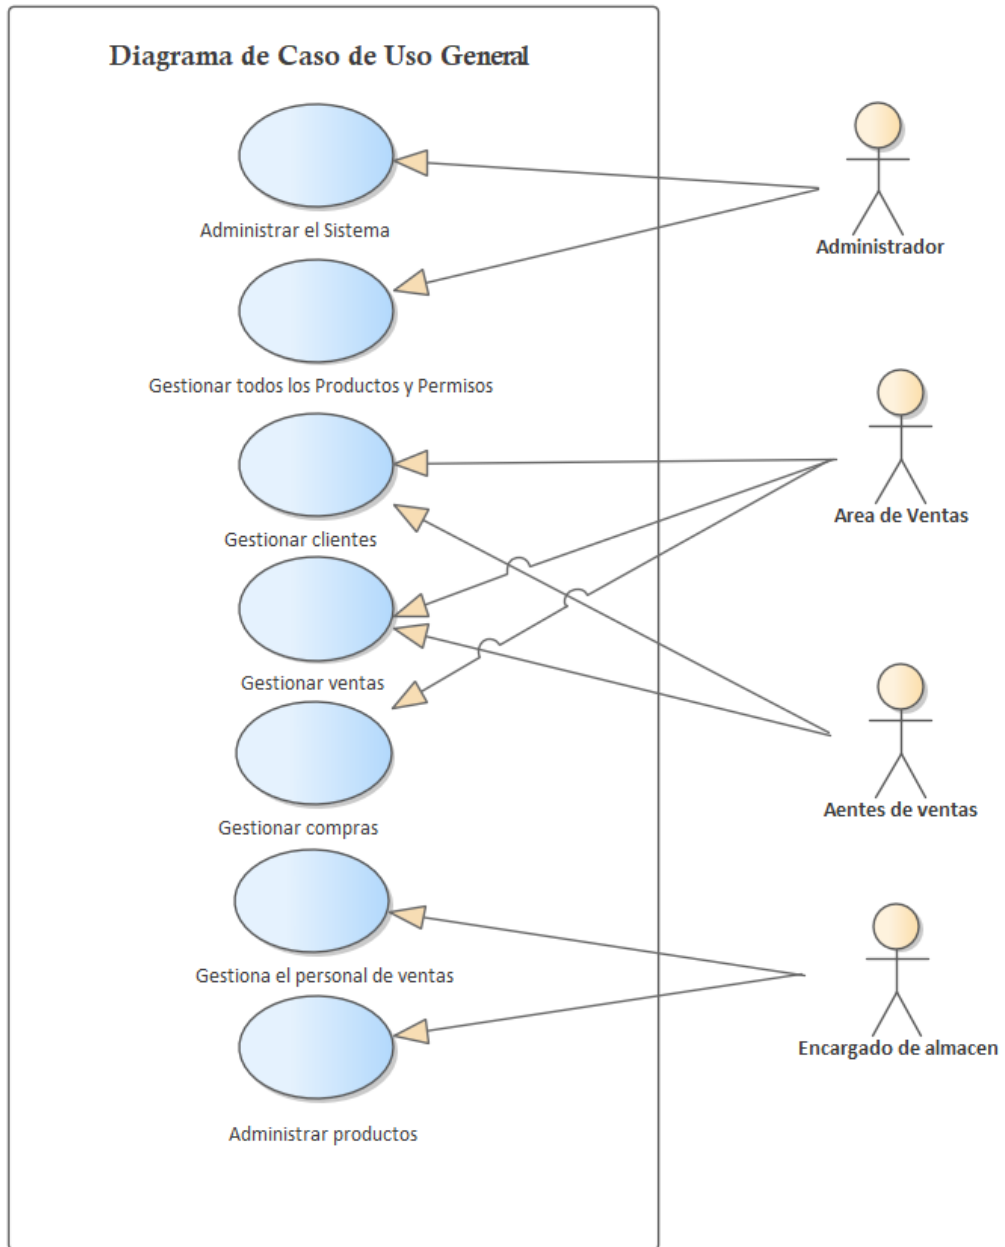 Diagrama de Caso de Uso General
Administrador
Administrar el Sistema
Gestionar todos los Productos y Permisos
Area de Ventas
Gestionar clientes
Gestionar ventas
Aentes de ventas
Gestionar compras
Gestiona el personal de ventas
Encargado de almacen
Administrar productos